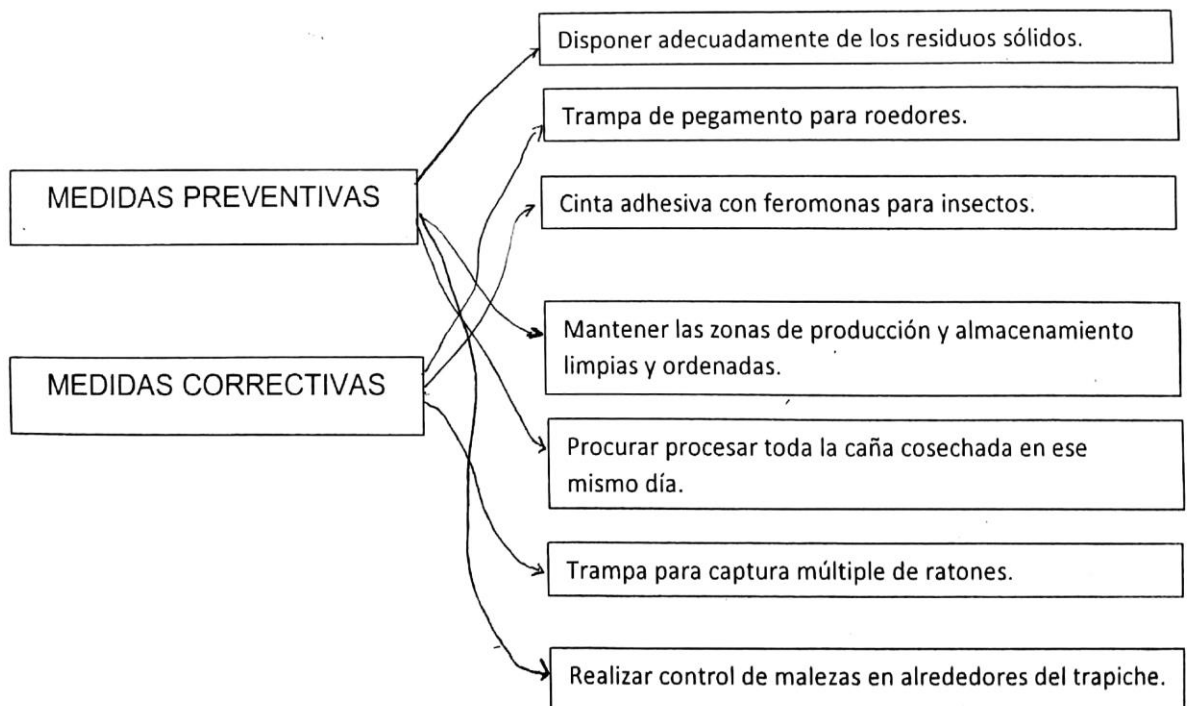 Disponer adecuadamente de los residuos sólidos.
Trampa de pegamento para roedores.
MEDIDAS PREVENTIVAS
Cinta adhesiva con feromonas para insectos.
Mantener las zonas de producción y almacenamiento
limpias y ordenadas.
MEDIDAS CORRECTIVAS
Procurar procesar toda la caña cosechada en ese
mismo día.
Trampa para captura múltiple de ratones.
Realizar control de malezas en alrededores del trapiche.